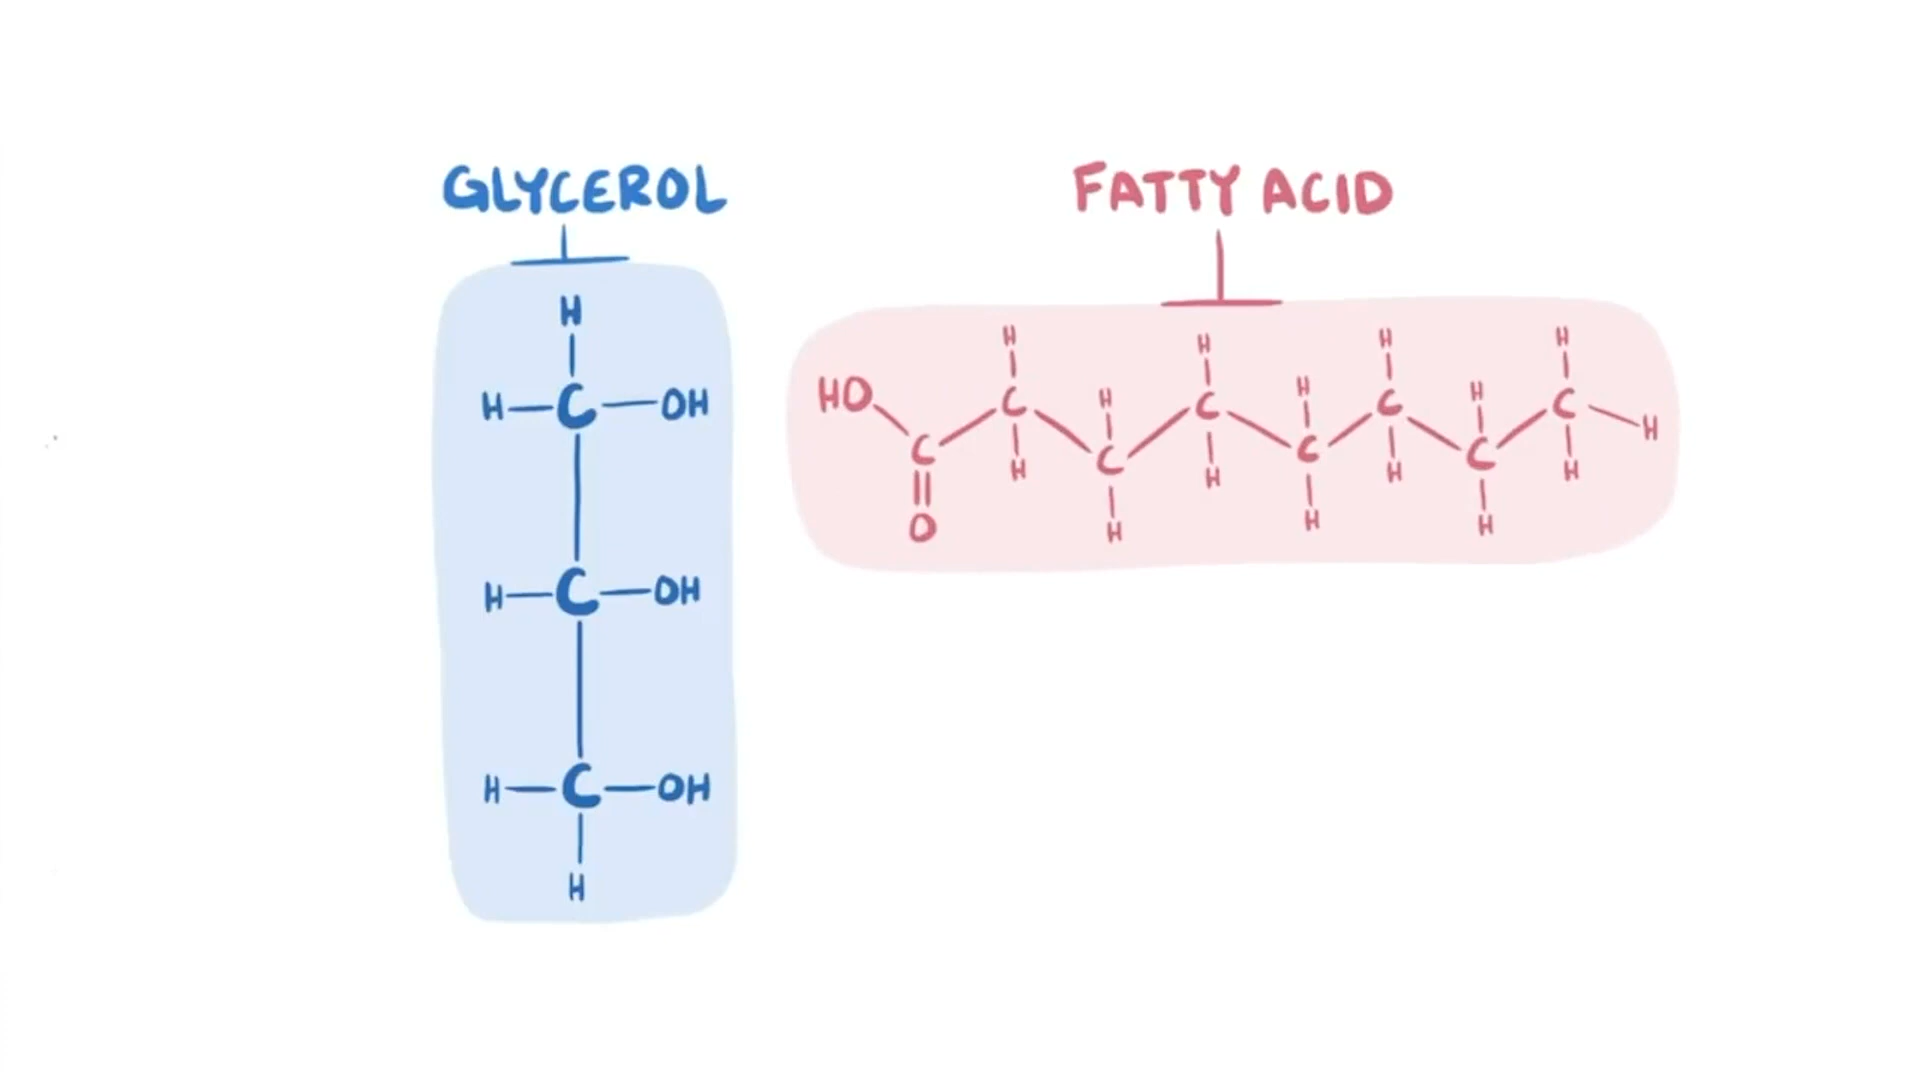 GLYCEROL
H
H-C-OH
H-C-OH
H-C-OH
H
FATTY ACID
H H H H
H H H
HO C C C C H
C C C C
H H H H
O H H H